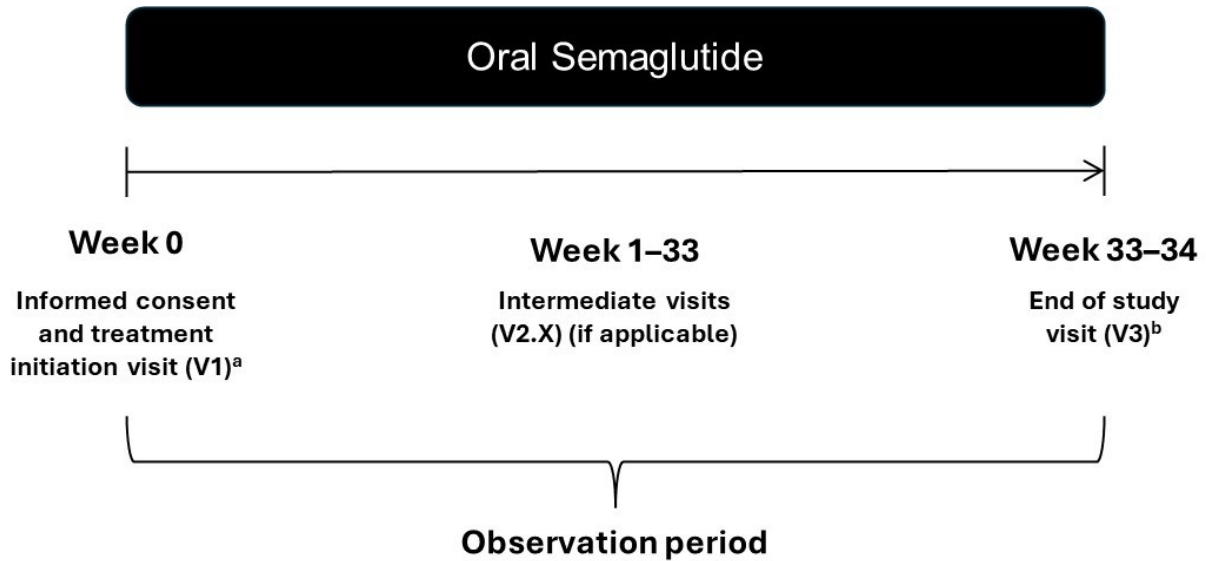 Oral Semaglutide
Week 0
Informed consent
and treatment
initiation visit (V1)ᵃ
Week 1–33
Intermediate visits
(V2.X) (if applicable)
Week 33–34
End of study
visit (V3)ᵇ
Observation period